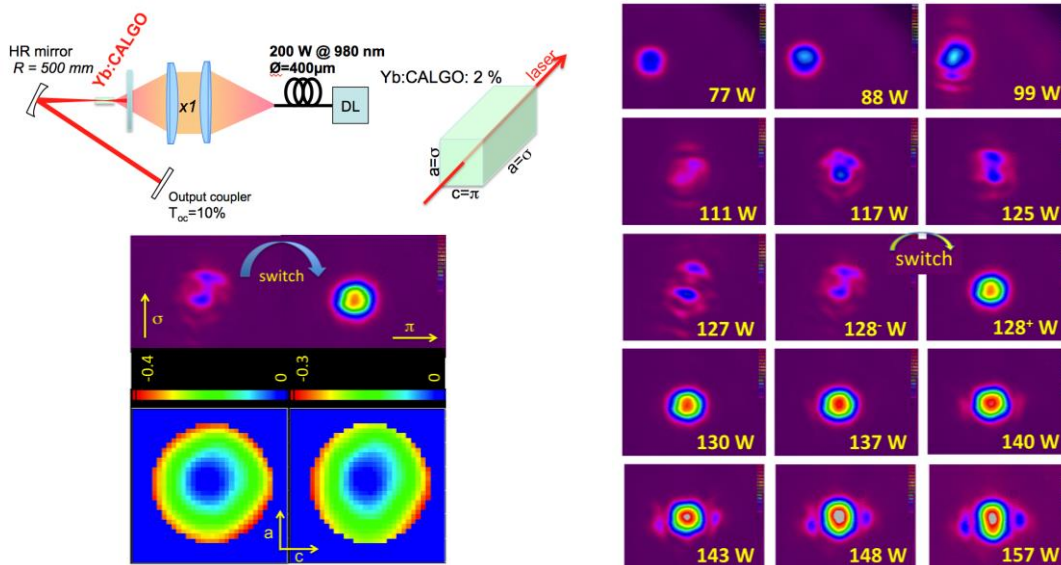 HR mirror
R = 500 mm
Yb:CALGO
x1
200 W @ 980 nm
Ø=400µm
DL
Output coupler
Toc=10%
Yb:CALGO: 2 %
laser
a=σ
c=π
a=σ
switch
σ
π
-0.4
0
-0.3
0
a
c
77 W
88 W
99 W
111 W
117 W
125 W
switch
127 W
128⁻ W
128⁺ W
130 W
137 W
140 W
143 W
148 W
157 W